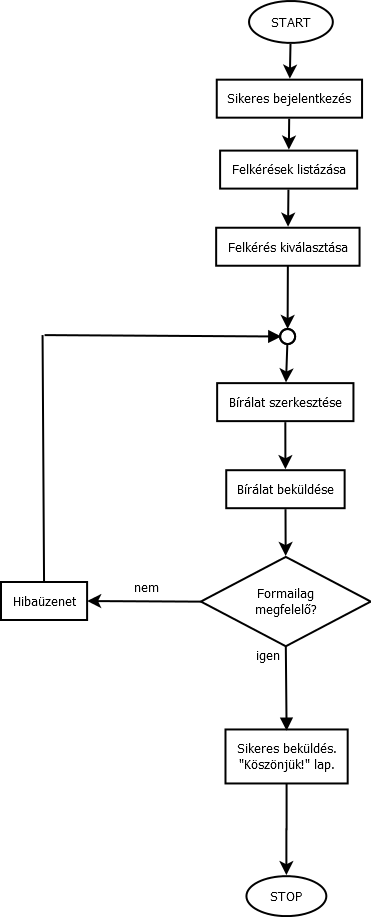 START
Sikeres bejelentkezés
Felkérések listázása
Felkérés kiválasztása
Bírálat szerkesztése
Bírálat beküldése
Formailag
megfelelő?
nem
Hibaüzenet
igen
Sikeres beküldés.
"Köszönjük!" lap.
STOP